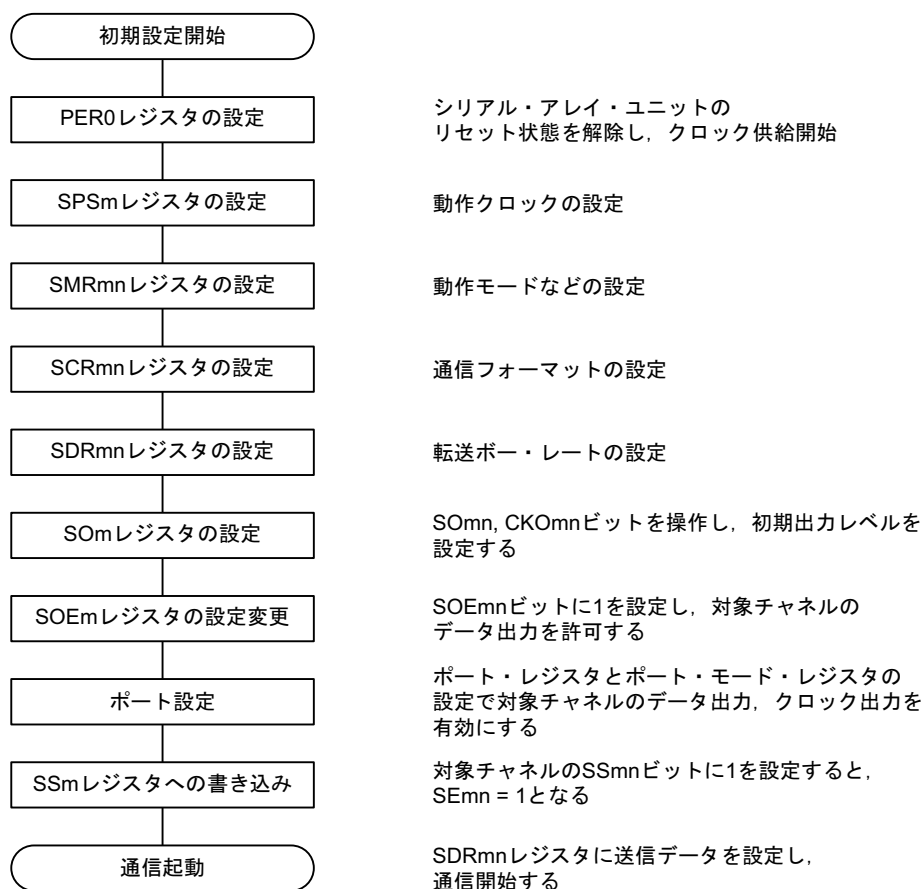 初期設定開始
PER0レジスタの設定
シリアル・アレイ・ユニットの
リセット状態を解除し，クロック供給開始
SPSmレジスタの設定
動作クロックの設定
SMRmnレジスタの設定
動作モードなどの設定
SCRmnレジスタの設定
通信フォーマットの設定
SDRmnレジスタの設定
転送ボー・レートの設定
SOmレジスタの設定
SOmn, CKOmnビットを操作し，初期出力レベルを
設定する
SOEmレジスタの設定変更
SOEmnビットに1を設定し，対象チャネルの
データ出力を許可する
ポート設定
ポート・レジスタとポート・モード・レジスタの
設定で対象チャネルのデータ出力，クロック出力を
有効にする
SSmレジスタへの書き込み
対象チャネルのSSmnビットに1を設定すると，
SEmn = 1となる
通信起動
SDRmnレジスタに送信データを設定し，
通信開始する